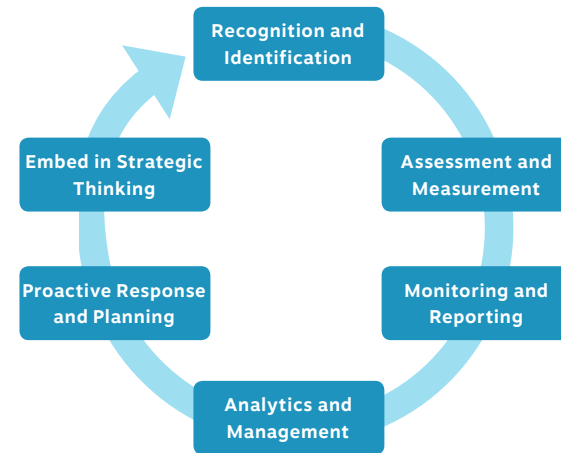 Recognition and
Identification
Assessment and
Measurement
Monitoring and
Reporting
Analytics and
Management
Proactive Response
and Planning
Embed in Strategic
Thinking